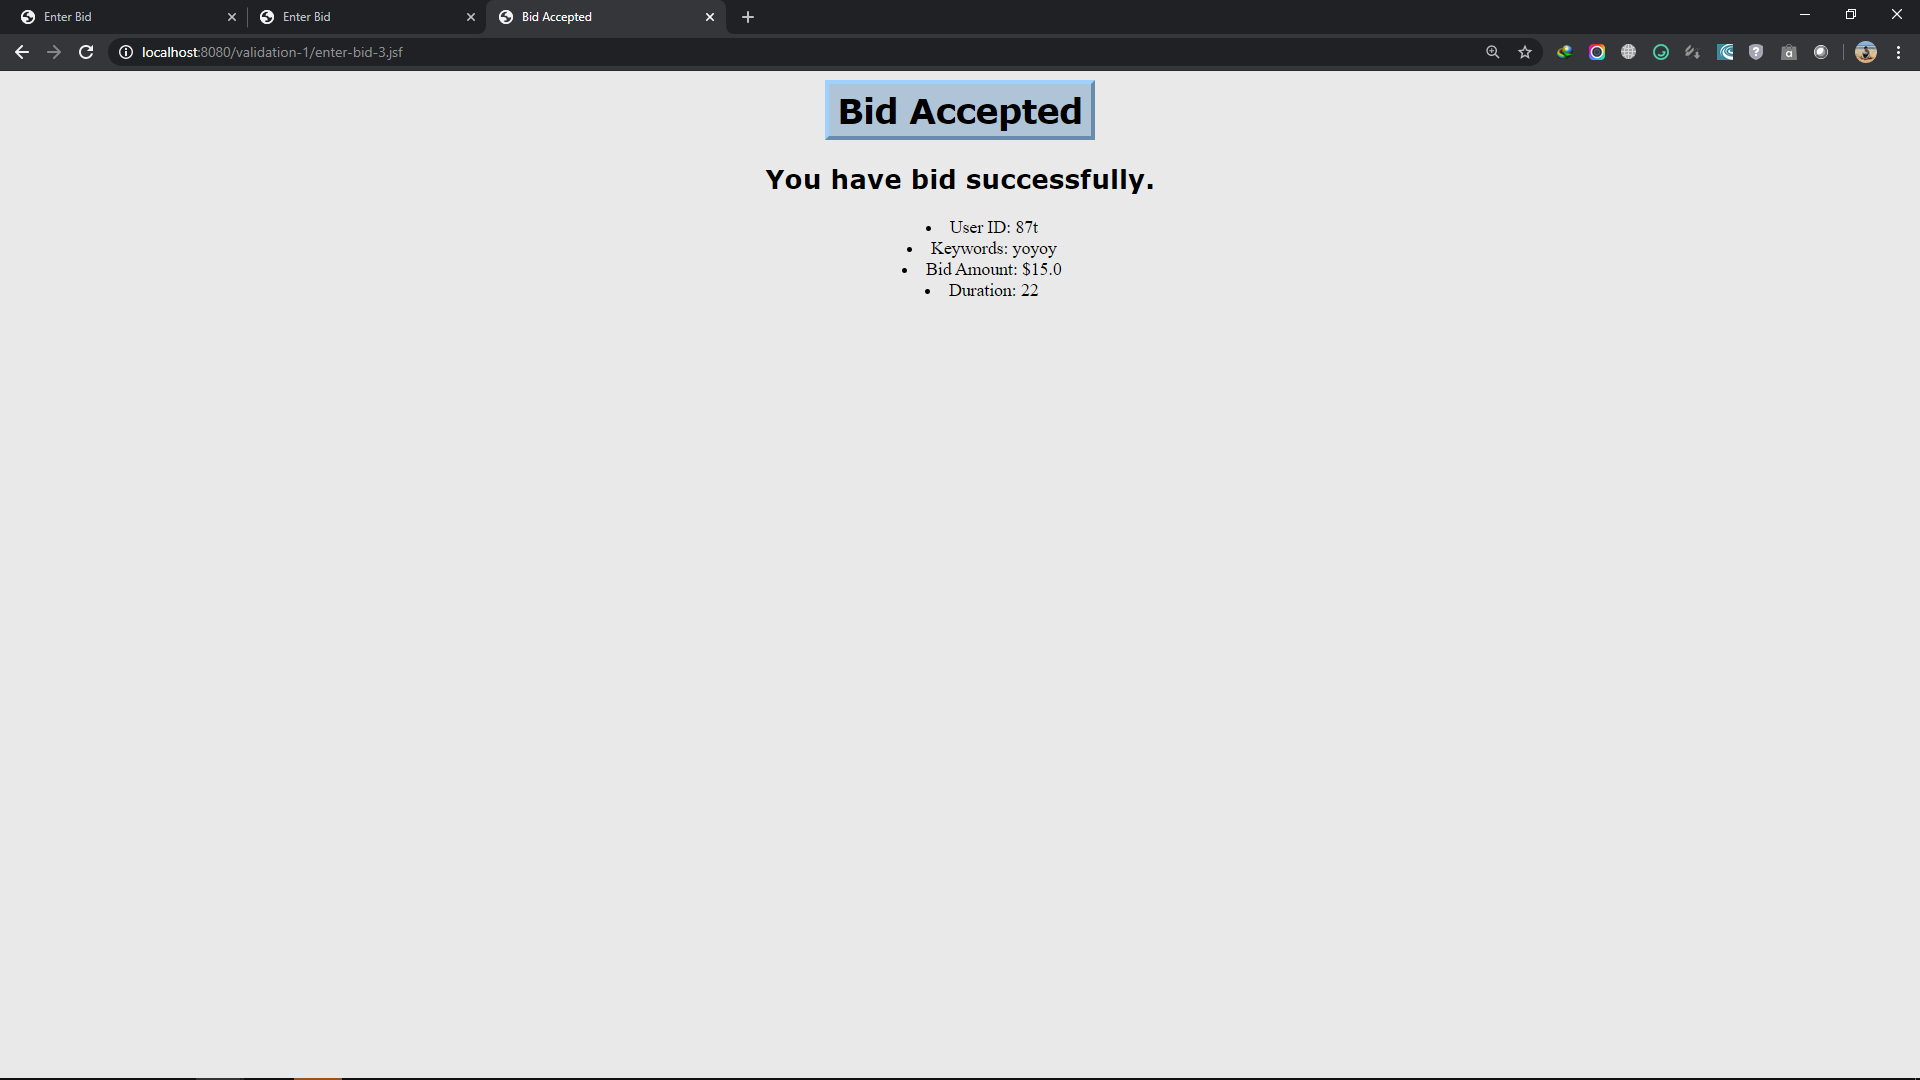 Enter Bid
Enter Bid
Bid Accepted
localhost:8080/validation-1/enter-bid-3.jsf
Bid Accepted
You have bid successfully.
• User ID: 87t
• Keywords: yoyoy
• Bid Amount: $15.0
• Duration: 22